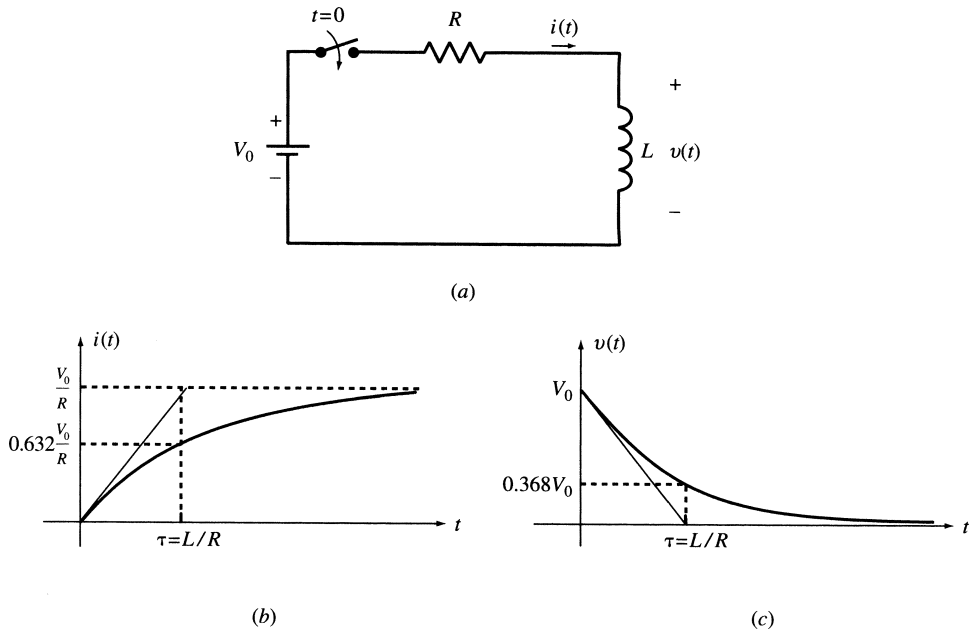 t=0
R
i(t)
+
+
V₀
L υ(t)
−
−
(a)
i(t)
V₀/R
0.632 V₀/R
t
τ=L/R
(b)
υ(t)
V₀
0.368V₀
t
τ=L/R
(c)